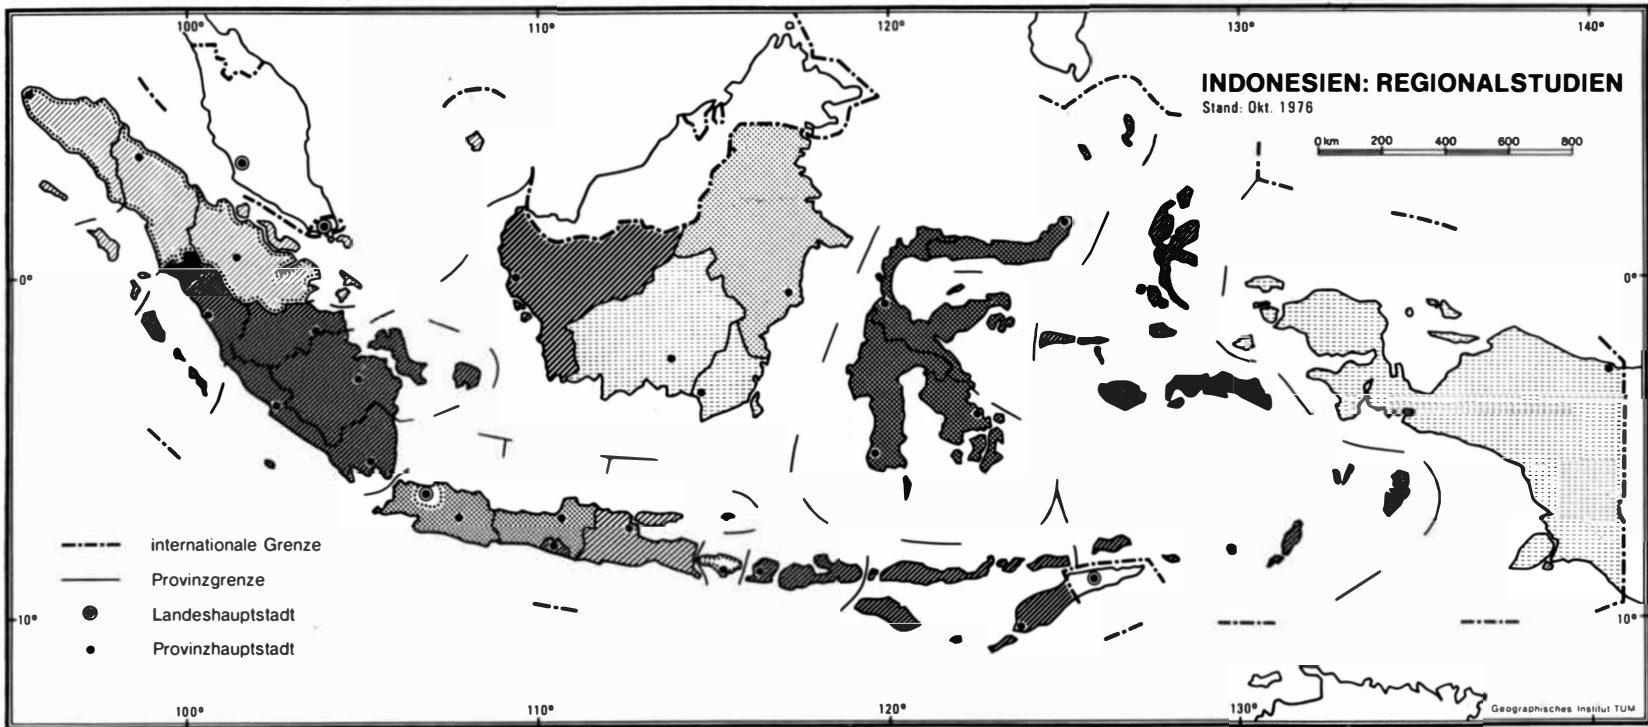 100°
110°
120°
130°
140°
INDONESIEN: REGIONALSTUDIEN
Stand: Okt. 1976
0 km 200 400 600 800
0°
0°
internationale Grenze
Provinzgrenze
Landeshauptstadt
Provinzhauptstadt
10°
10°
100°
110°
120°
130°
Geographisches Institut TUM